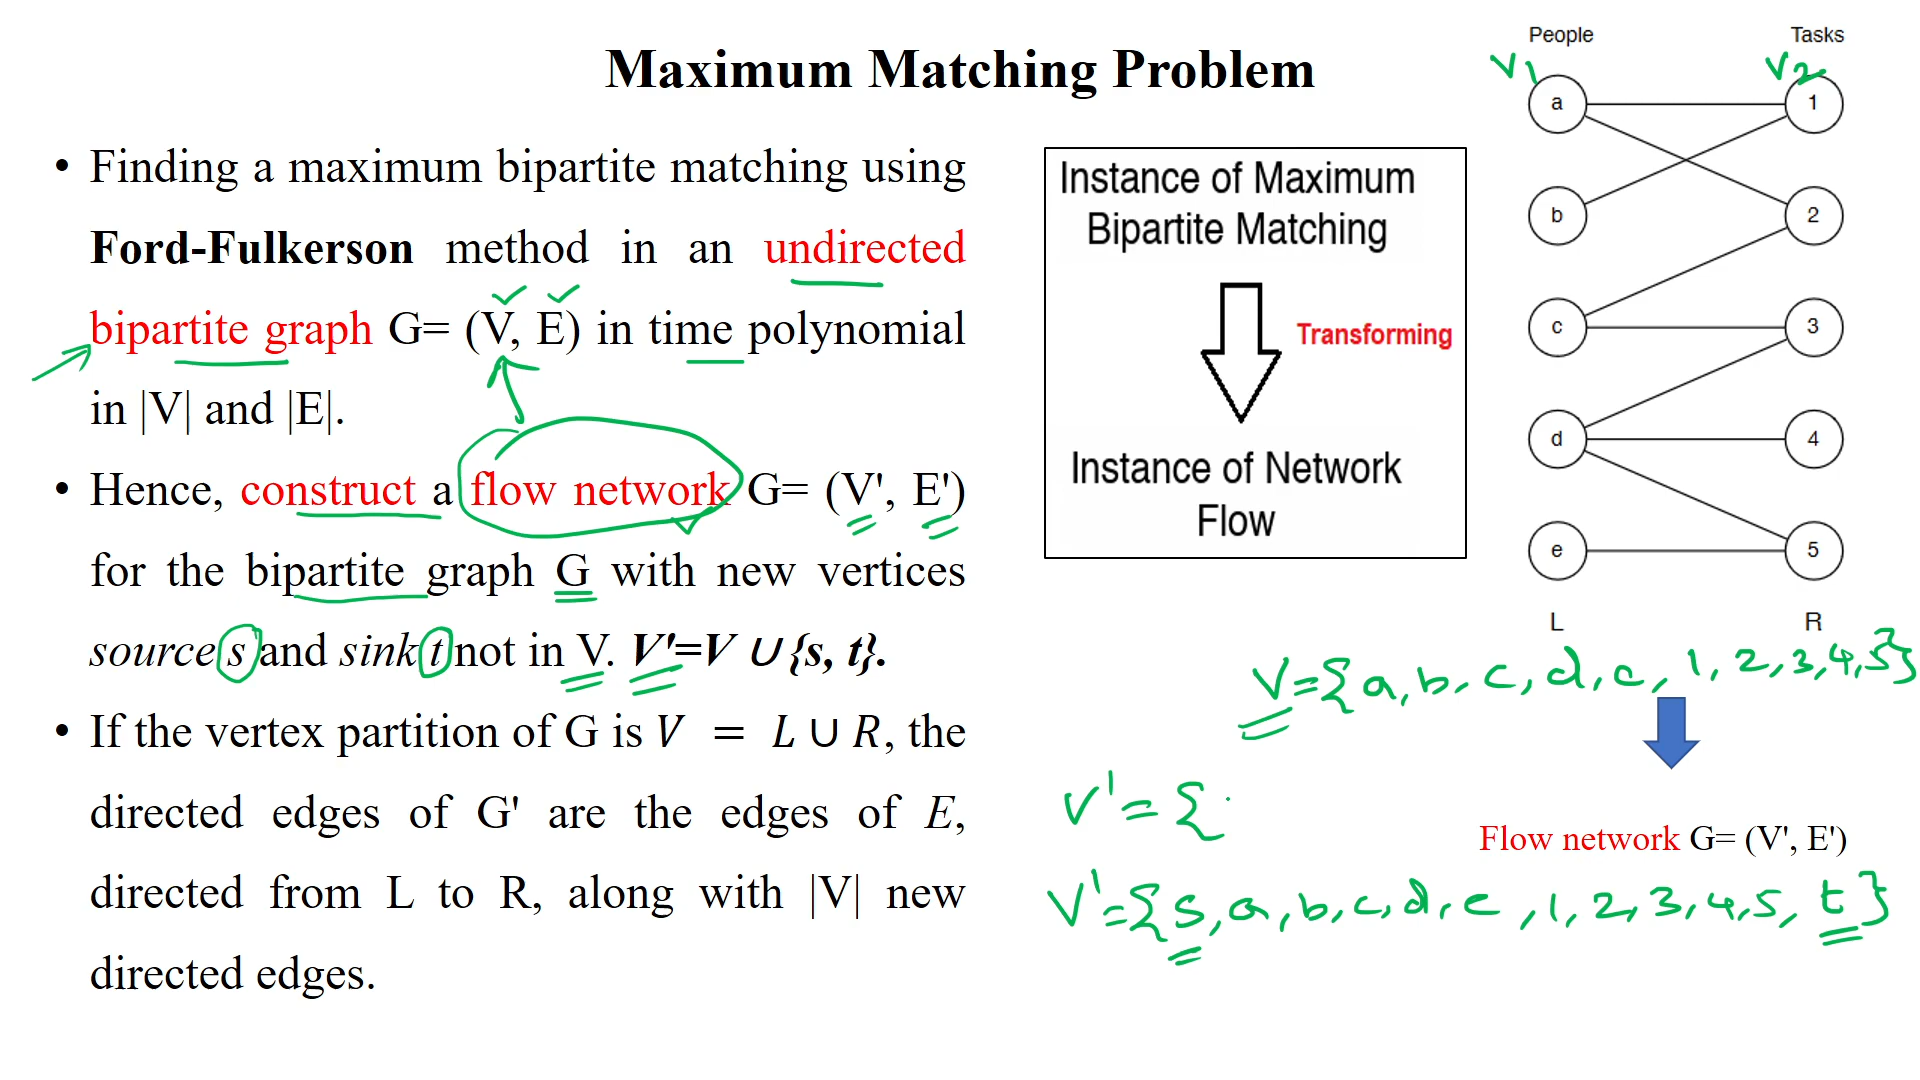 Maximum Matching Problem
• Finding a maximum bipartite matching using
Ford-Fulkerson method in an undirected
bipartite graph G= (V, E) in time polynomial
in |V| and |E|.
• Hence, construct a flow network G= (V', E')
for the bipartite graph G with new vertices
source s and sink t not in V. V'=V ∪ {s, t}.
• If the vertex partition of G is V = L ∪ R, the
directed edges of G' are the edges of E,
directed from L to R, along with |V| new
directed edges.
Instance of Maximum
Bipartite Matching
Transforming
Instance of Network
Flow
People Tasks
V1 V2
a 1
b 2
c 3
d 4
e 5
L R
V={a, b, c, d, e, 1, 2, 3, 4, 5}
V'={
Flow network G= (V', E')
V'={s, a, b, c, d, e, 1, 2, 3, 4, 5, t}